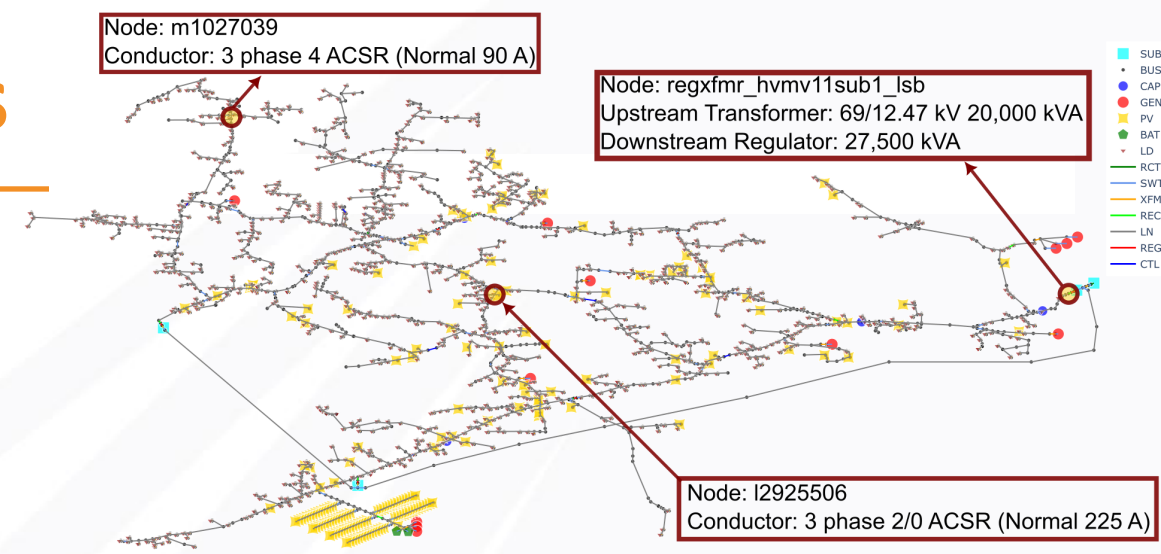 Node: m1027039
Conductor: 3 phase 4 ACSR (Normal 90 A)
Node: regxfmr_hvmv11sub1_lsb
Upstream Transformer: 69/12.47 kV 20,000 kVA
Downstream Regulator: 27,500 kVA
s
SUB
BUS
CAP
GEN
PV
BAT
LD
RCT
SWT
XFM
REC
LN
REG
CTL
Node: l2925506
Conductor: 3 phase 2/0 ACSR (Normal 225 A)